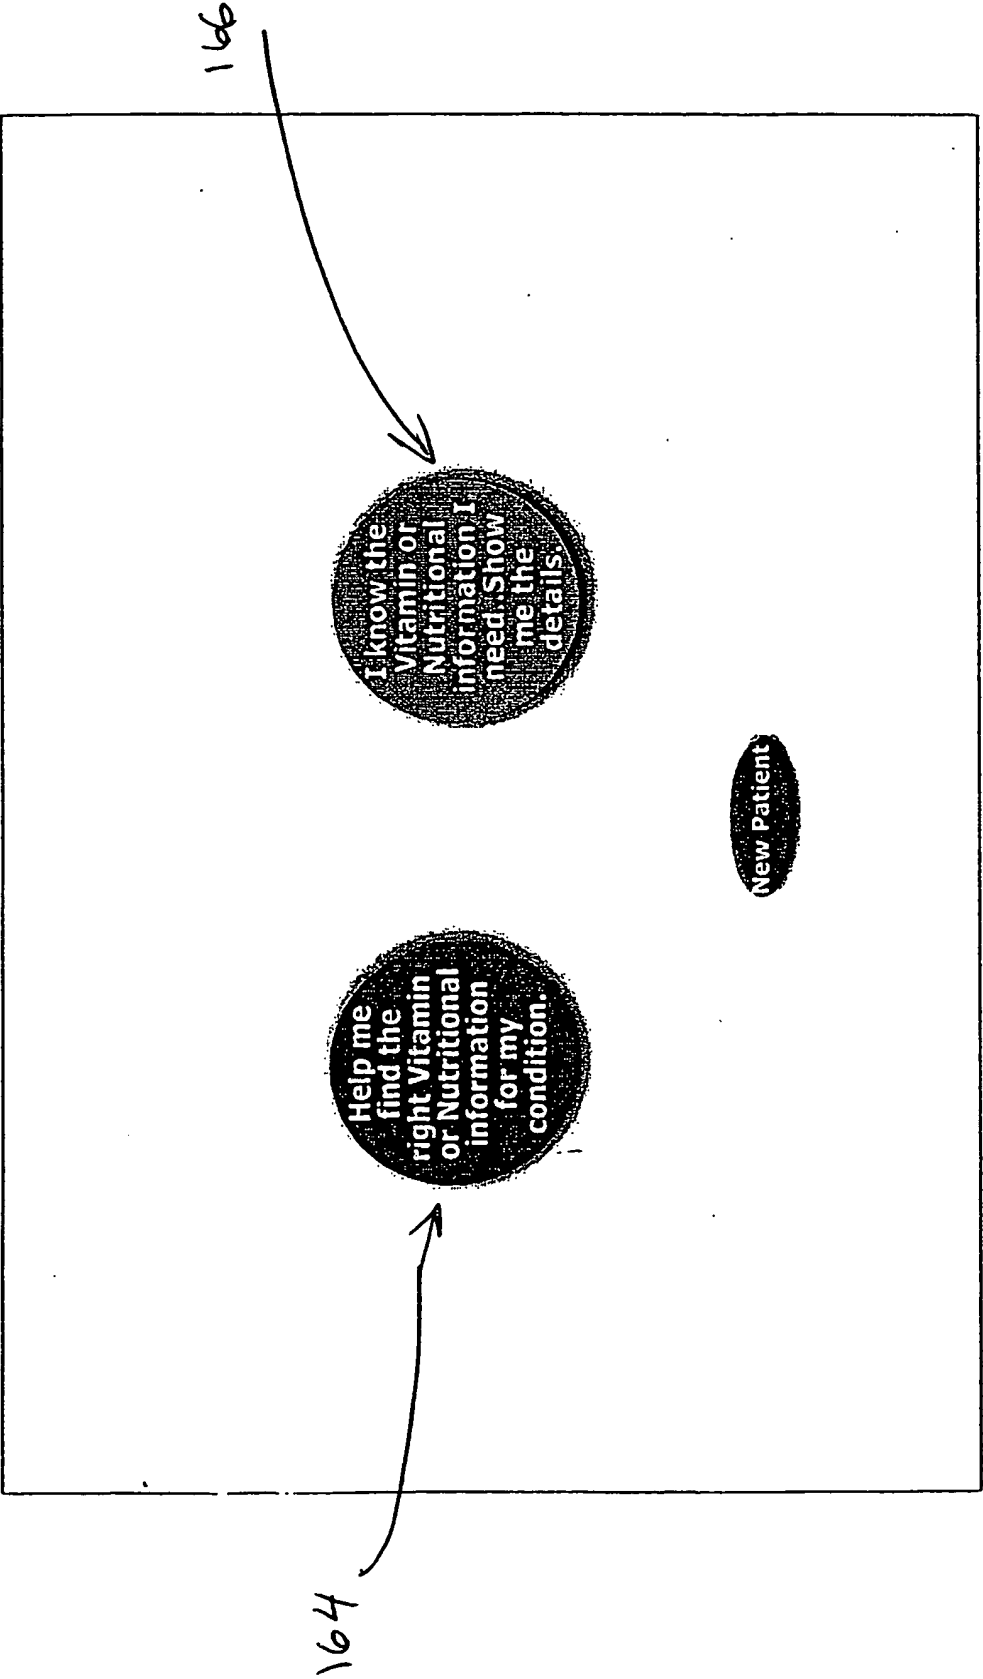 166
I know the
Vitamin or
Nutritional
information I
need. Show
me the
details.
Help me
find the
right Vitamin
or Nutritional
information
for my
condition.
New Patient
164